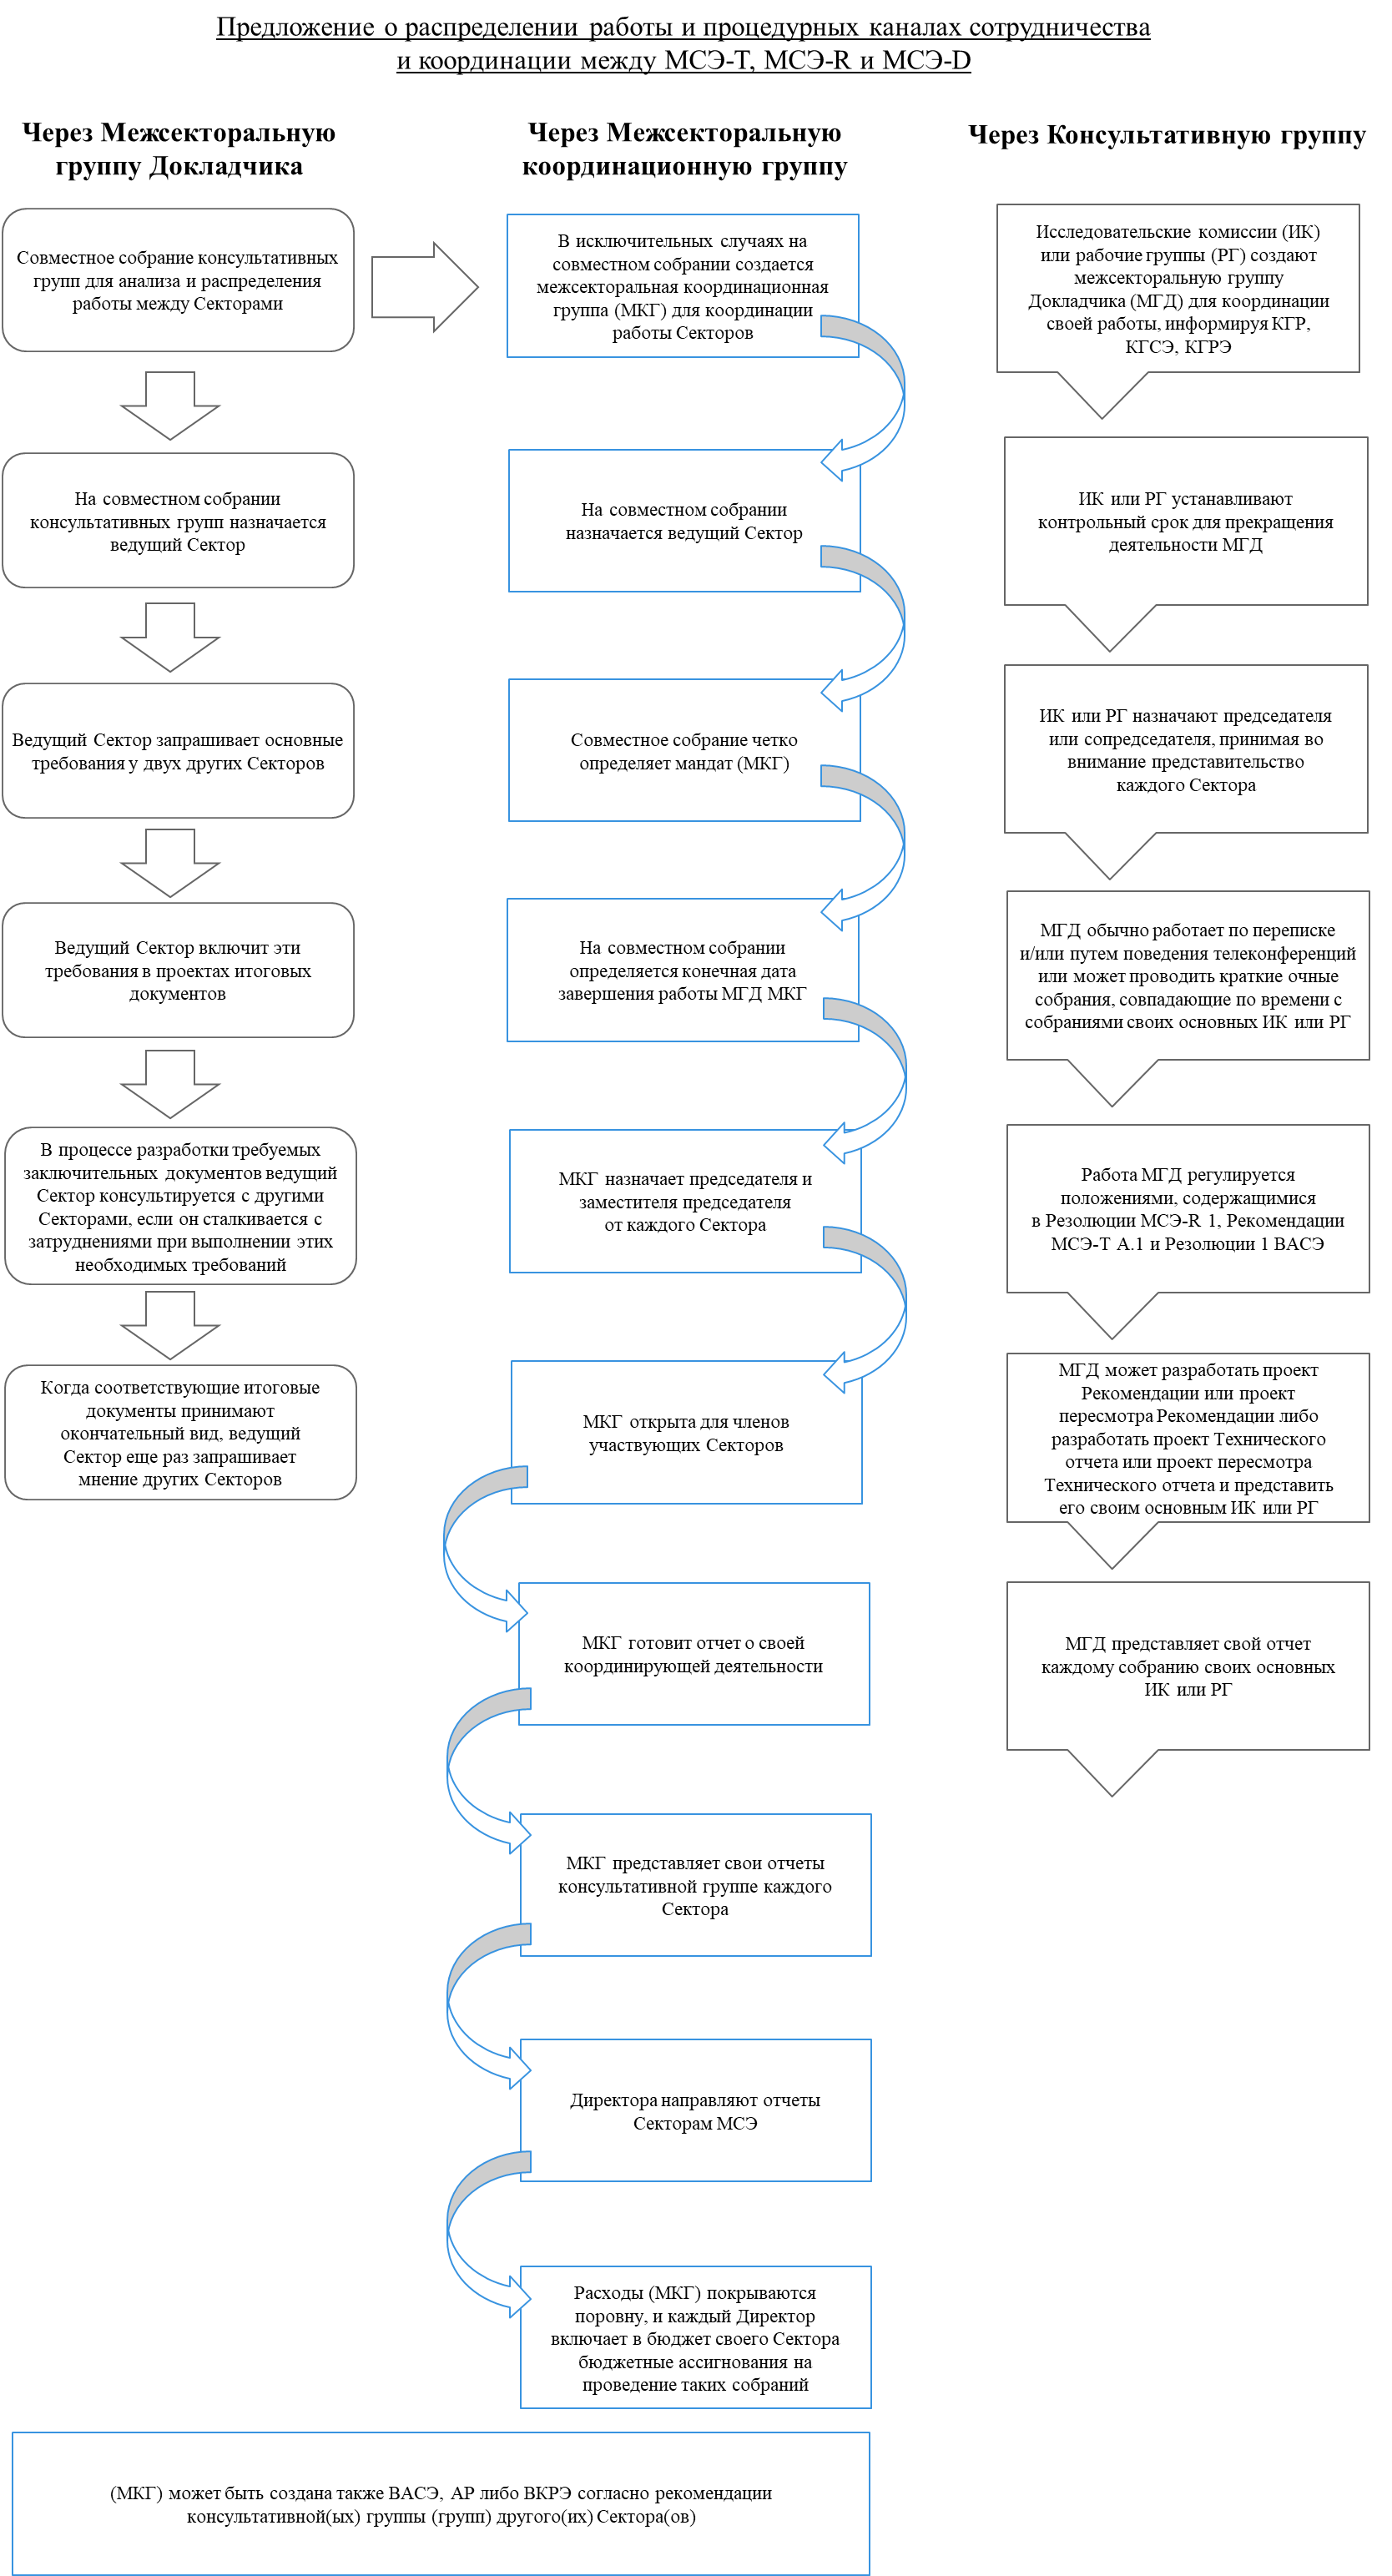 Предложение о распределении работы и процедурных каналах сотрудничества
и координации между МСЭ-Т, МСЭ-R и МСЭ-D
Через Межсекторальную
группу Докладчика
Совместное собрание консультативных
групп для анализа и распределения
работы между Секторами
На совместном собрании
консультативных групп назначается
ведущий Сектор
Ведущий Сектор запрашивает основные
требования у двух других Секторов
Ведущий Сектор включит эти
требования в проектах итоговых
документов
В процессе разработки требуемых
заключительных документов ведущий
Сектор консультируется с другими
Секторами, если он сталкивается с
затруднениями при выполнении этих
необходимых требований
Когда соответствующие итоговые
документы принимают
окончательный вид, ведущий
Сектор еще раз запрашивает
мнение других Секторов
Через Межсекторальную
координационную группу
В исключительных случаях на
совместном собрании создается
межсекторальная координационная
группа (МКГ) для координации
работы Секторов
На совместном собрании
назначается ведущий Сектор
Совместное собрание четко
определяет мандат (МКГ)
На совместном собрании
определяется конечная дата
завершения работы МГД МКГ
МКГ назначает председателя и
заместителя председателя
от каждого Сектора
МКГ открыта для членов
участвующих Секторов
МКГ готовит отчет о своей
координирующей деятельности
МКГ представляет свои отчеты
консультативной группе каждого
Сектора
Директора направляют отчеты
Секторам МСЭ
Расходы (МКГ) покрываются
поровну, и каждый Директор
включает в бюджет своего Сектора
бюджетные ассигнования на
проведение таких собраний
Через Консультативную группу
Исследовательские комиссии (ИК)
или рабочие группы (РГ) создают
межсекторальную группу
Докладчика (МГД) для координации
своей работы, информируя КГР,
КГСЭ, КГРЭ
ИК или РГ устанавливают
контрольный срок для прекращения
деятельности МГД
ИК или РГ назначают председателя
или сопредседателя, принимая во
внимание представительство
каждого Сектора
МГД обычно работает по переписке
и/или путем поведения телеконференций
или может проводить краткие очные
собрания, совпадающие по времени с
собраниями своих основных ИК или РГ
Работа МГД регулируется
положениями, содержащимися
в Резолюции МСЭ-R 1, Рекомендации
МСЭ-Т А.1 и Резолюции 1 ВАСЭ
МГД может разработать проект
Рекомендации или проект
пересмотра Рекомендации либо
разработать проект Технического
отчета или проект пересмотра
Технического отчета и представить
его своим основным ИК или РГ
МГД представляет свой отчет
каждому собранию своих основных
ИК или РГ
(МКГ) может быть создана также ВАСЭ, АР либо ВКРЭ согласно рекомендации
консультативной(ых) группы (групп) другого(их) Сектора(ов)